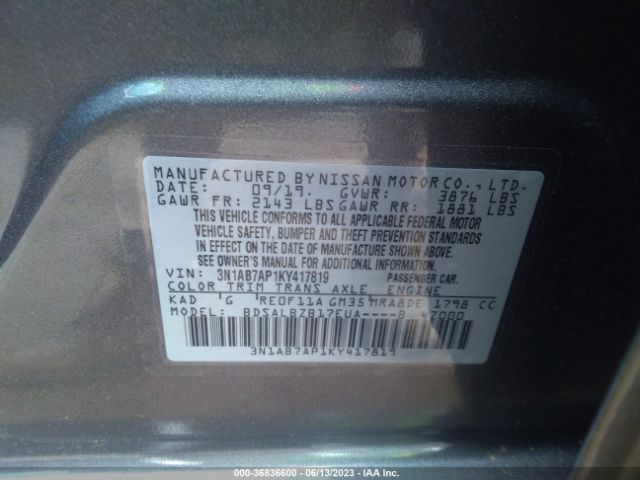 MANUFACTURED BY NISSAN MOTOR CO., LTD.
DATE: 09/19. GVWR: 3876 LBS
GAWR FR: 2143 LBS GAWR RR: 1881 LBS
THIS VEHICLE CONFORMS TO ALL APPLICABLE FEDERAL MOTOR
VEHICLE SAFETY, BUMPER AND THEFT PREVENTION STANDARDS
IN EFFECT ON THE DATE OF MANUFACTURE SHOWN ABOVE.
SEE OWNER'S MANUAL FOR ADDITIONAL INFORMATION
VIN: 3N1AB7AP1KY417819 PASSENGER CAR.
COLOR TRIM TRANS AXLE ENGINE
KAD G RE0F11A GM35 MRA8DE 1798 CC
MODEL: BDSALBZB17EUA----B 4Z000
3N1AB7AP1KY417819
000-36836600 - 06/13/2023 - IAA Inc.